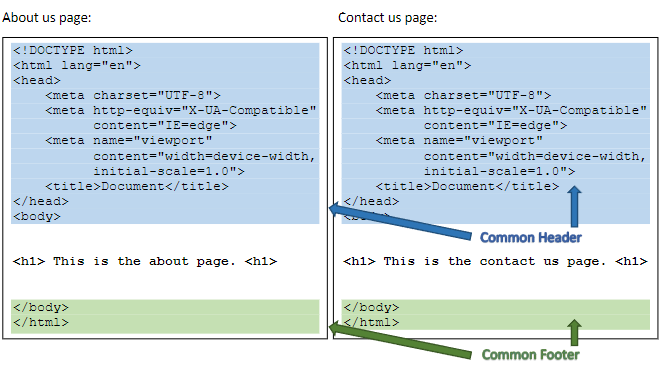 About us page:
<!DOCTYPE html>
<html lang="en">
<head>
    <meta charset="UTF-8">
    <meta http-equiv="X-UA-Compatible"
          content="IE=edge">
    <meta name="viewport"
          content="width=device-width,
          initial-scale=1.0">
    <title>Document</title>
</head>
<body>
<h1> This is the about page. <h1>
</body>
</html>
Contact us page:
<!DOCTYPE html>
<html lang="en">
<head>
    <meta charset="UTF-8">
    <meta http-equiv="X-UA-Compatible"
          content="IE=edge">
    <meta name="viewport"
          content="width=device-width,
          initial-scale=1.0">
    <title>Document</title>
</head>
Common Header
<h1> This is the contact us page. <h1>
</body>
</html>
Common Footer